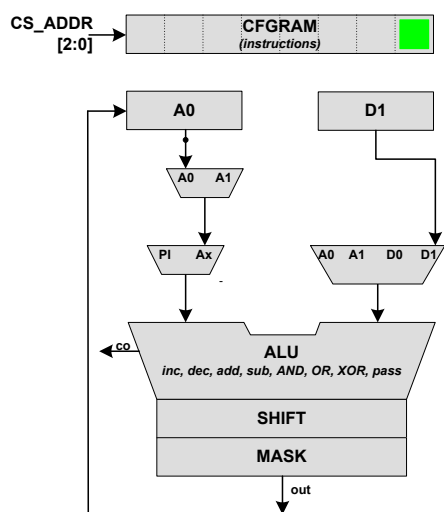 CS_ADDR
[2:0]
CFGRAM
(instructions)
A0
D1
A0 A1
PI Ax
A0 A1 D0 D1
ALU
co
inc, dec, add, sub, AND, OR, XOR, pass
SHIFT
MASK
out